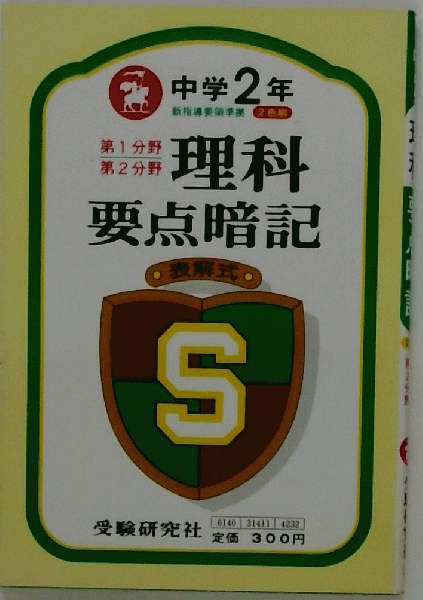 中学2年
新指導要領準拠 2色刷
第1分野
第2分野
理科
要点暗記
表解式
S
受験研究社
6140 31411 4232
定価 300円
理科
要点暗記